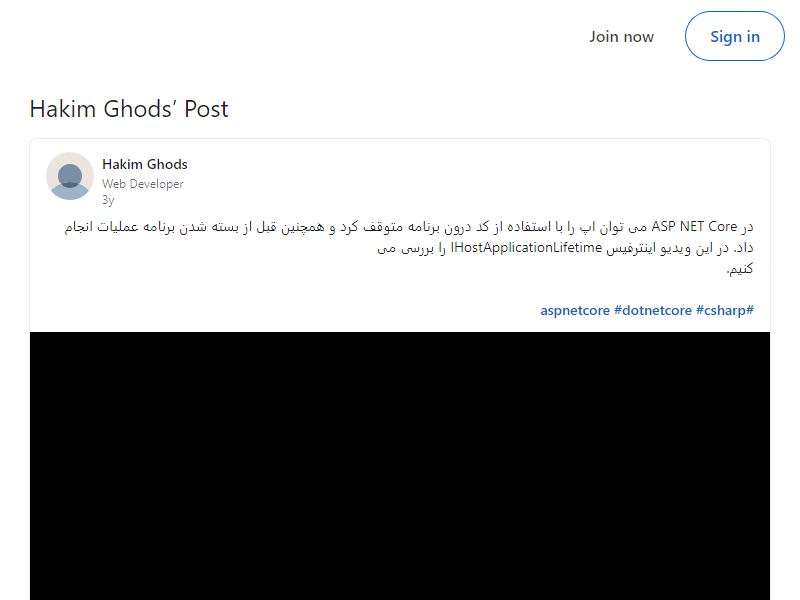 Join now
Sign in
Hakim Ghods’ Post
Hakim Ghods
Web Developer
3y
در ASP NET Core می توان اپ را با استفاده از کد درون برنامه متوقف کرد و همچنین قبل از بسته شدن برنامه عملیات انجام
داد. در این ویدیو اینترفیس IHostApplicationLifetime را بررسی می
کنیم.
#aspnetcore #dotnetcore #csharp